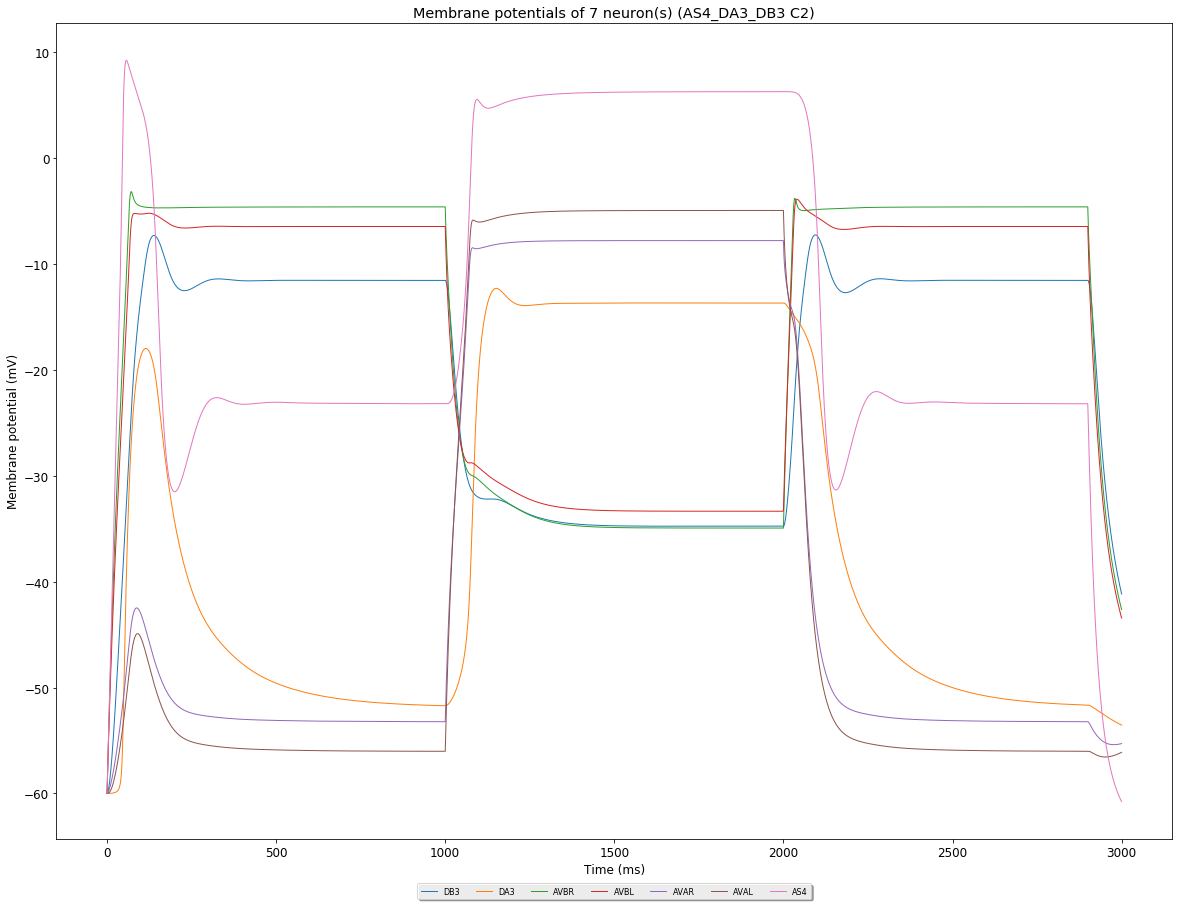 Membrane potentials of 7 neuron(s) (AS4_DA3_DB3 C2)
10
0
−10
−20
−30
−40
−50
−60
Membrane potential (mV)
0 500 1000 1500 2000 2500 3000
Time (ms)
DB3 DA3 AVBR AVBL AVAR AVAL AS4